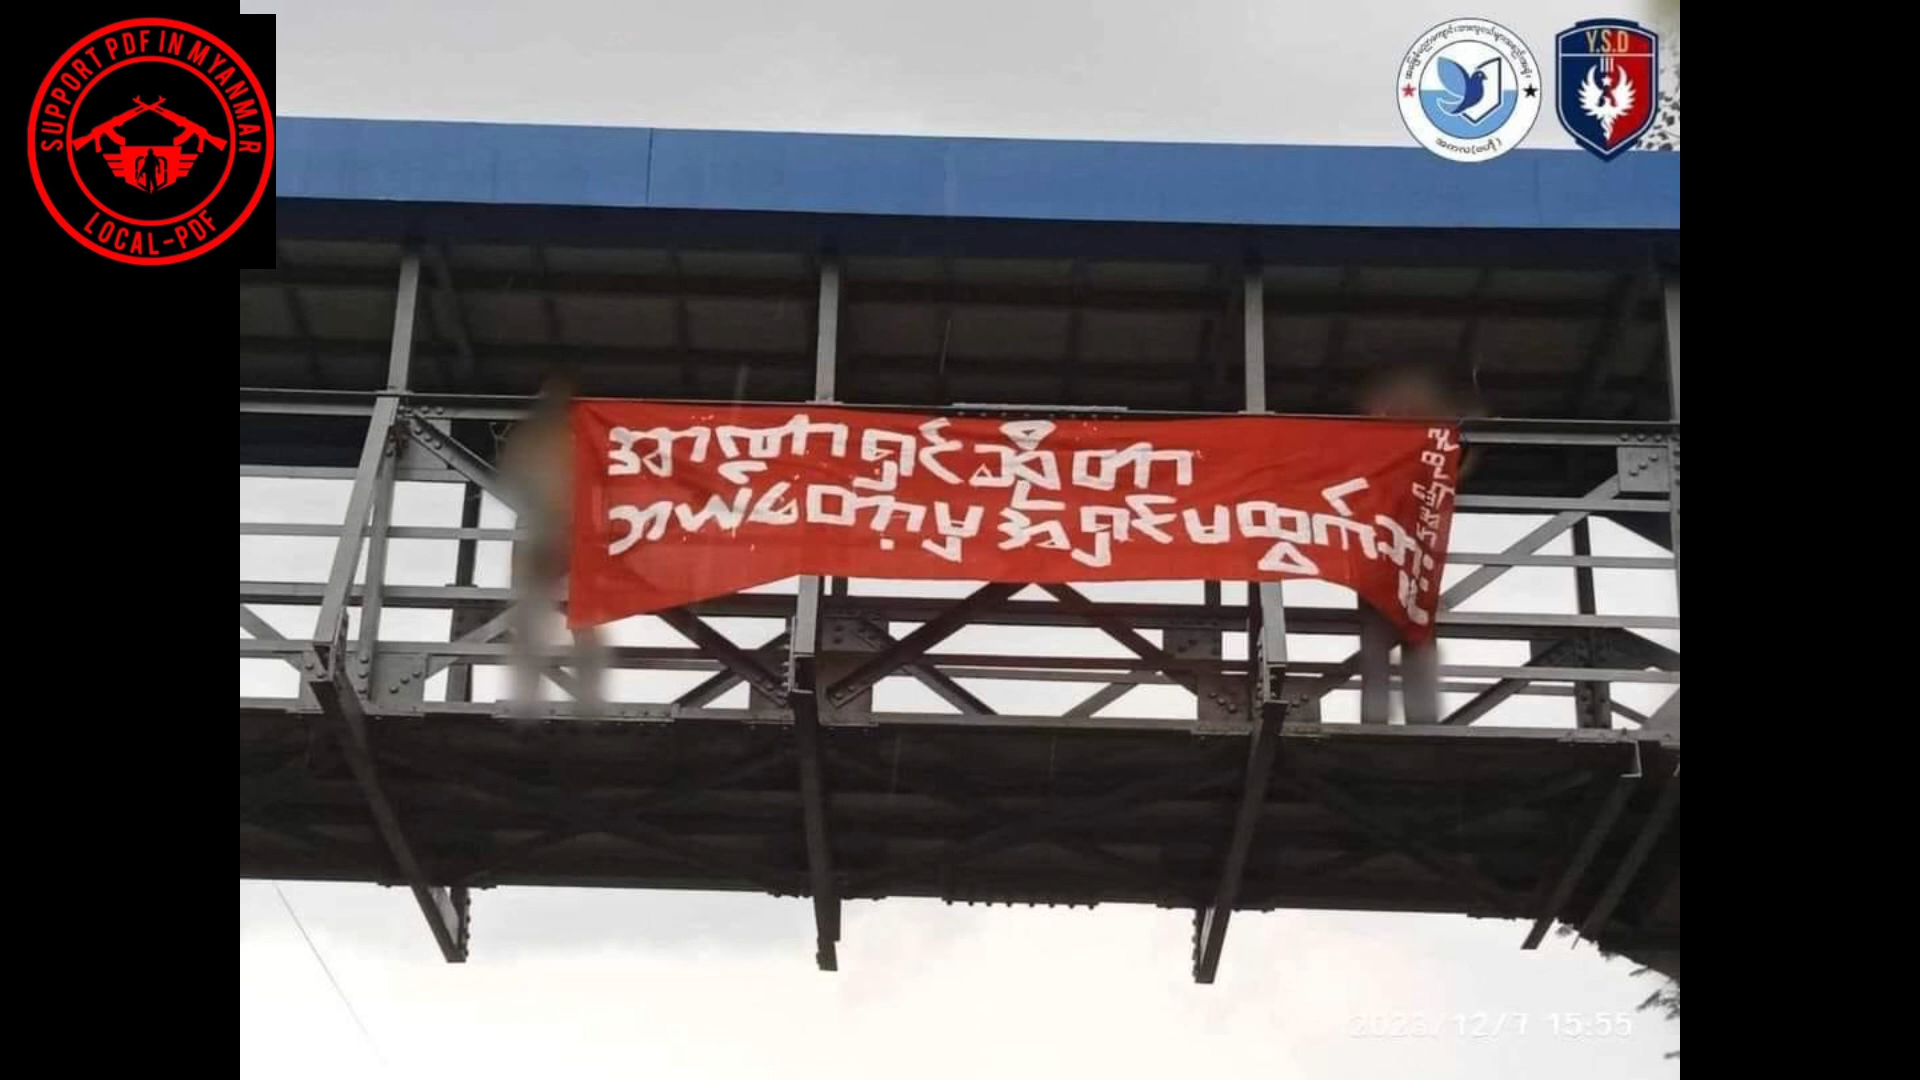 SUPPORT PDF IN MYANMAR
LOCAL-PDF
Y.S.D
အာဏာရှင်ဆိုတာ
ဘယ်တော့မှ အရှင်မထွက်ဘူး
2023/12/7 15:55